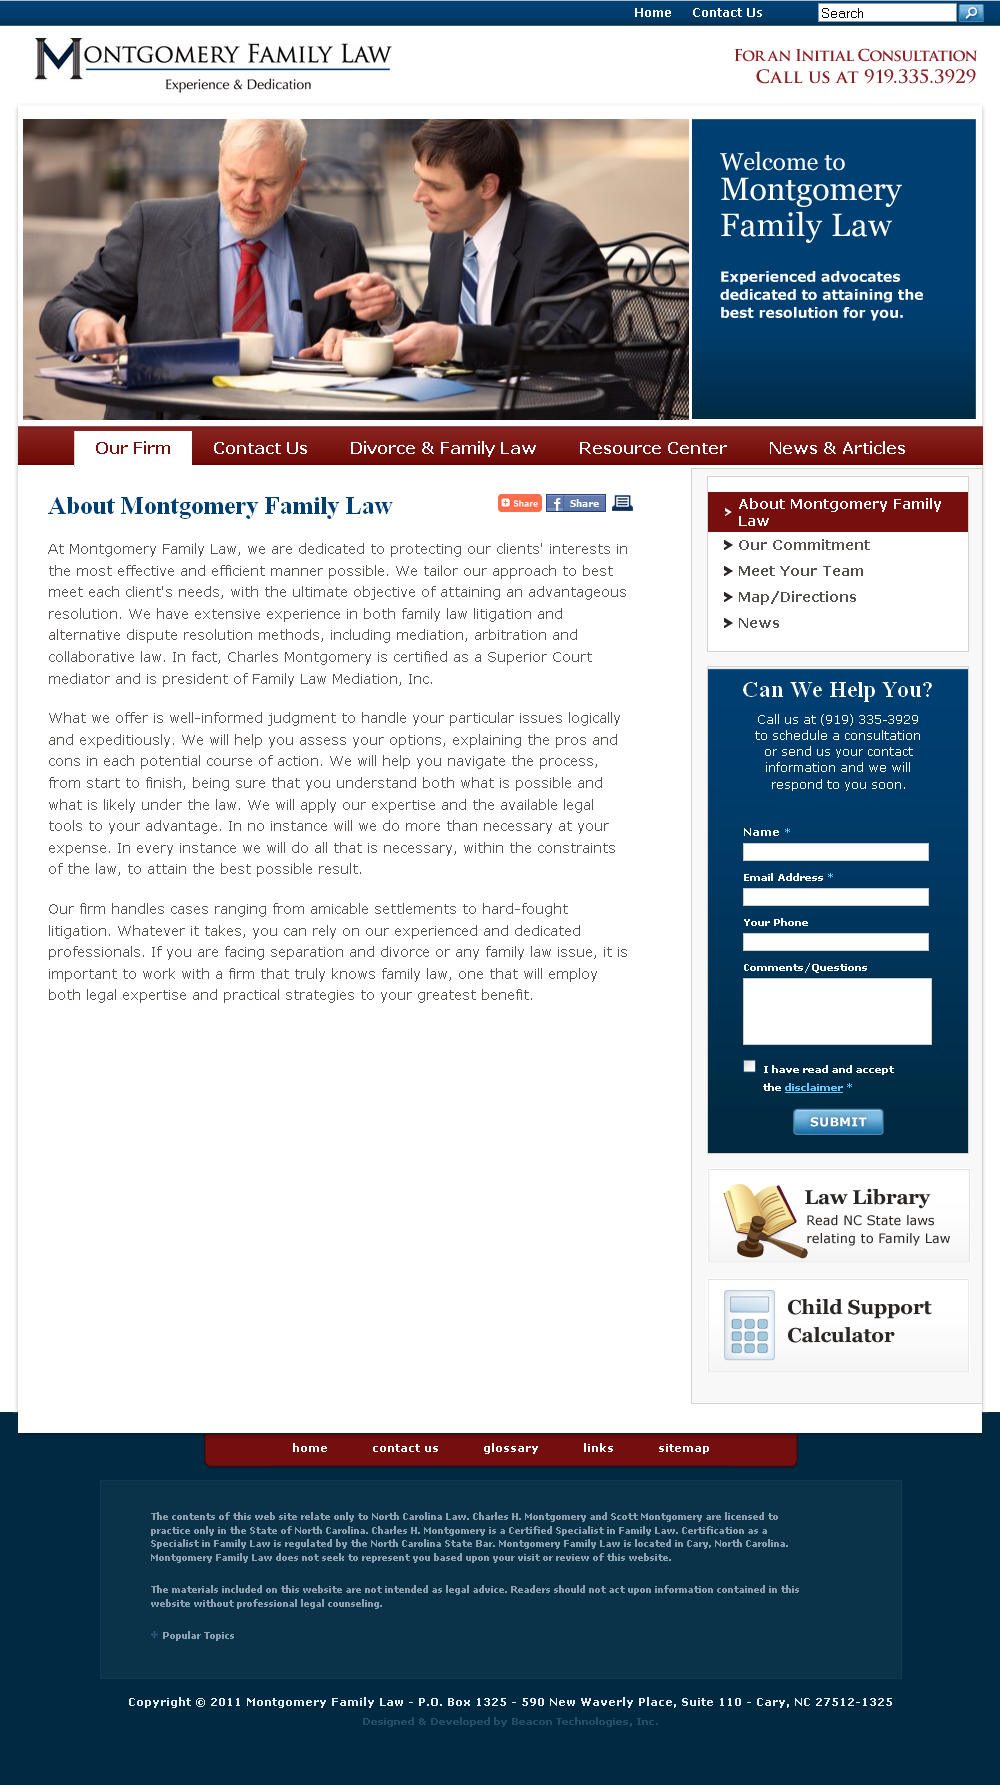 Home Contact Us Search
MONTGOMERY FAMILY LAW
Experience & Dedication
FOR AN INITIAL CONSULTATION
CALL US AT 919.335.3929
Welcome to
Montgomery
Family Law
Experienced advocates
dedicated to attaining the
best resolution for you.
Our Firm Contact Us Divorce & Family Law Resource Center News & Articles
About Montgomery Family Law
Share Share
At Montgomery Family Law, we are dedicated to protecting our clients' interests in
the most effective and efficient manner possible. We tailor our approach to best
meet each client's needs, with the ultimate objective of attaining an advantageous
resolution. We have extensive experience in both family law litigation and
alternative dispute resolution methods, including mediation, arbitration and
collaborative law. In fact, Charles Montgomery is certified as a Superior Court
mediator and is president of Family Law Mediation, Inc.
What we offer is well-informed judgment to handle your particular issues logically
and expeditiously. We will help you assess your options, explaining the pros and
cons in each potential course of action. We will help you navigate the process,
from start to finish, being sure that you understand both what is possible and
what is likely under the law. We will apply our expertise and the available legal
tools to your advantage. In no instance will we do more than necessary at your
expense. In every instance we will do all that is necessary, within the constraints
of the law, to attain the best possible result.
Our firm handles cases ranging from amicable settlements to hard-fought
litigation. Whatever it takes, you can rely on our experienced and dedicated
professionals. If you are facing separation and divorce or any family law issue, it is
important to work with a firm that truly knows family law, one that will employ
both legal expertise and practical strategies to your greatest benefit.
About Montgomery Family
Law
Our Commitment
Meet Your Team
Map/Directions
News
Can We Help You?
Call us at (919) 335-3929
to schedule a consultation
or send us your contact
information and we will
respond to you soon.
Name *
Email Address *
Your Phone
Comments/Questions
I have read and accept
the disclaimer *
SUBMIT
Law Library
Read NC State laws
relating to Family Law
Child Support
Calculator
home contact us glossary links sitemap
The contents of this web site relate only to North Carolina Law. Charles H. Montgomery and Scott Montgomery are licensed to
practice only in the State of North Carolina. Charles H. Montgomery is a Certified Specialist in Family Law. Certification as a
Specialist in Family Law is regulated by the North Carolina State Bar. Montgomery Family Law is located in Cary, North Carolina.
Montgomery Family Law does not seek to represent you based upon your visit or review of this website.
The materials included on this website are not intended as legal advice. Readers should not act upon information contained in this
website without professional legal counseling.
+ Popular Topics
Copyright © 2011 Montgomery Family Law - P.O. Box 1325 - 590 New Waverly Place, Suite 110 - Cary, NC 27512-1325
Designed & Developed by Beacon Technologies, Inc.